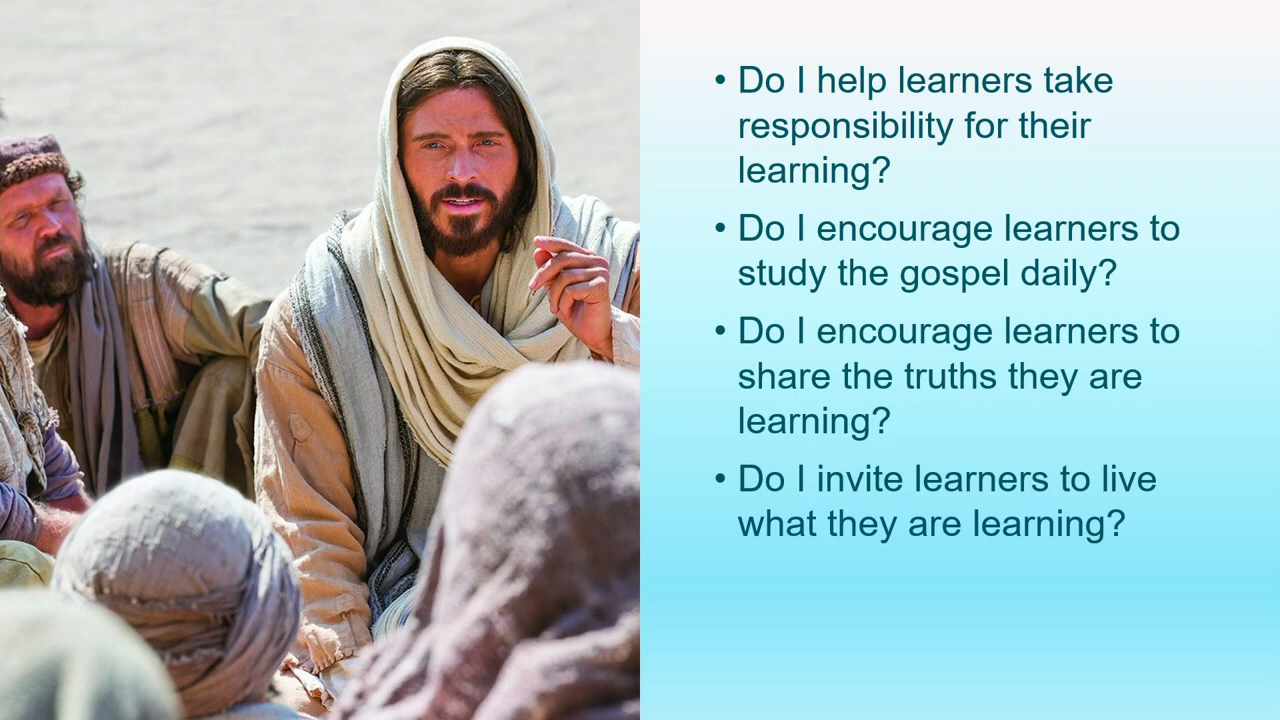 • Do I help learners take
responsibility for their
learning?
• Do I encourage learners to
study the gospel daily?
• Do I encourage learners to
share the truths they are
learning?
• Do I invite learners to live
what they are learning?